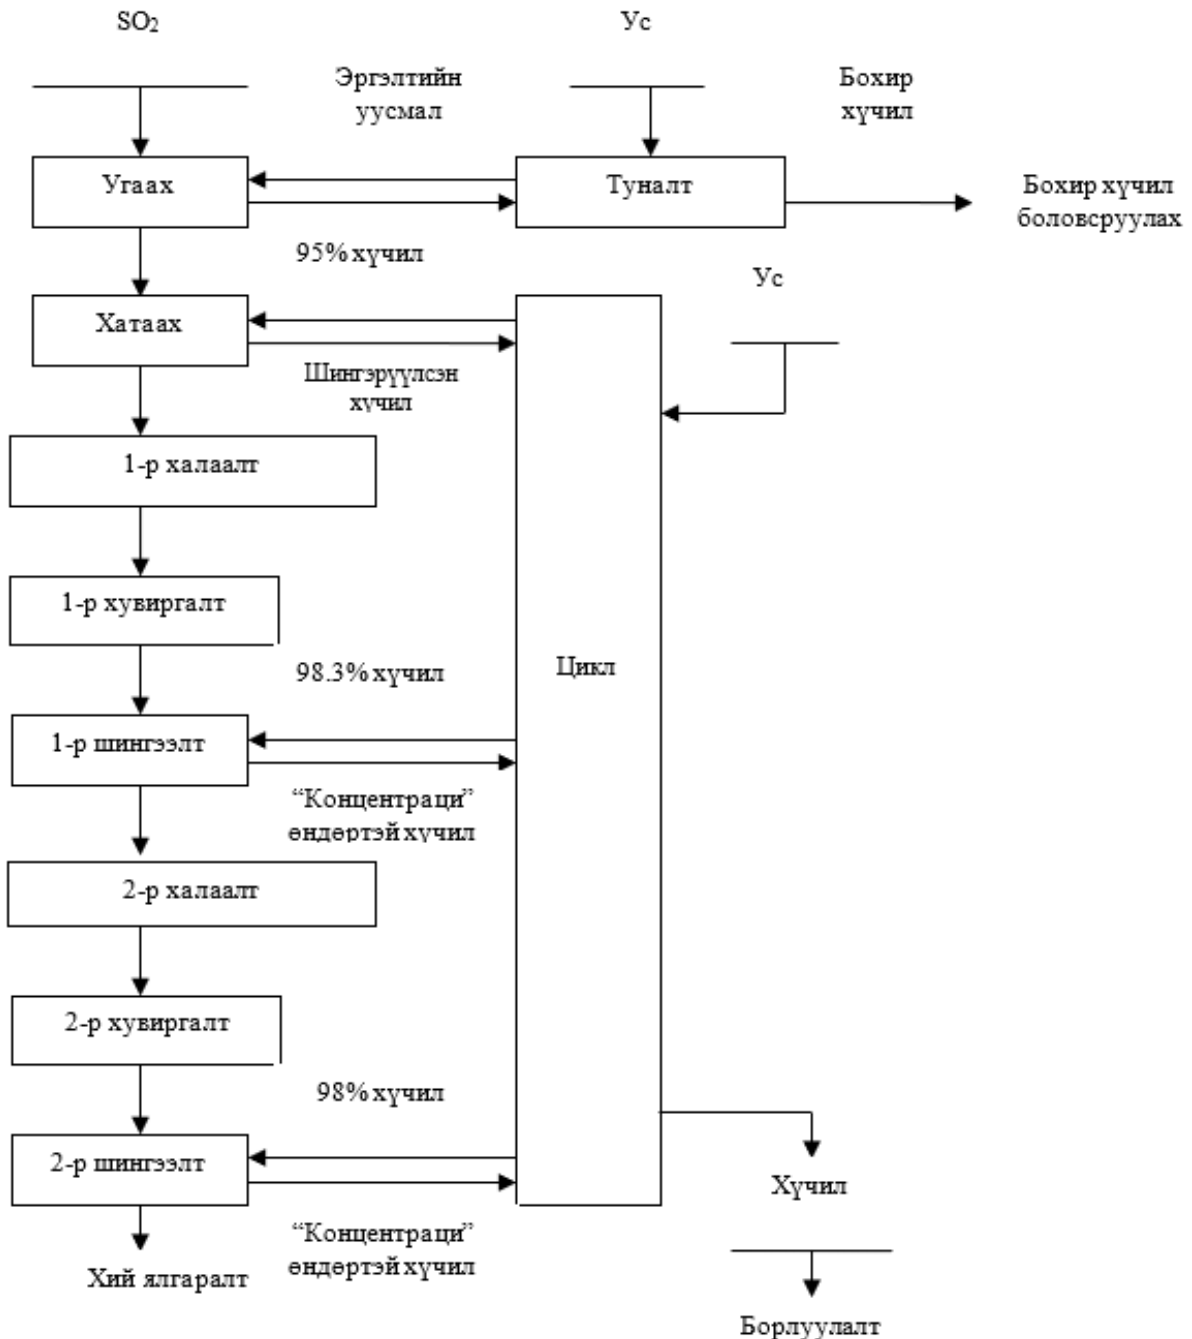 SO₂
Ус
Эргэлтийн
уусмал
Бохир
хүчил
Угаах
Туналт
Бохир хүчил
боловсруулах
95% хүчил
Ус
Хатаах
Шингэрүүлсэн
хүчил
1-р халаалт
1-р хувиргалт
98.3% хүчил
Цикл
1-р шингээлт
“Концентраци”
өндөртэй хүчил
2-р халаалт
2-р хувиргалт
98% хүчил
2-р шингээлт
Хүчил
“Концентраци”
өндөртэй хүчил
Хий ялгаралт
Борлуулалт